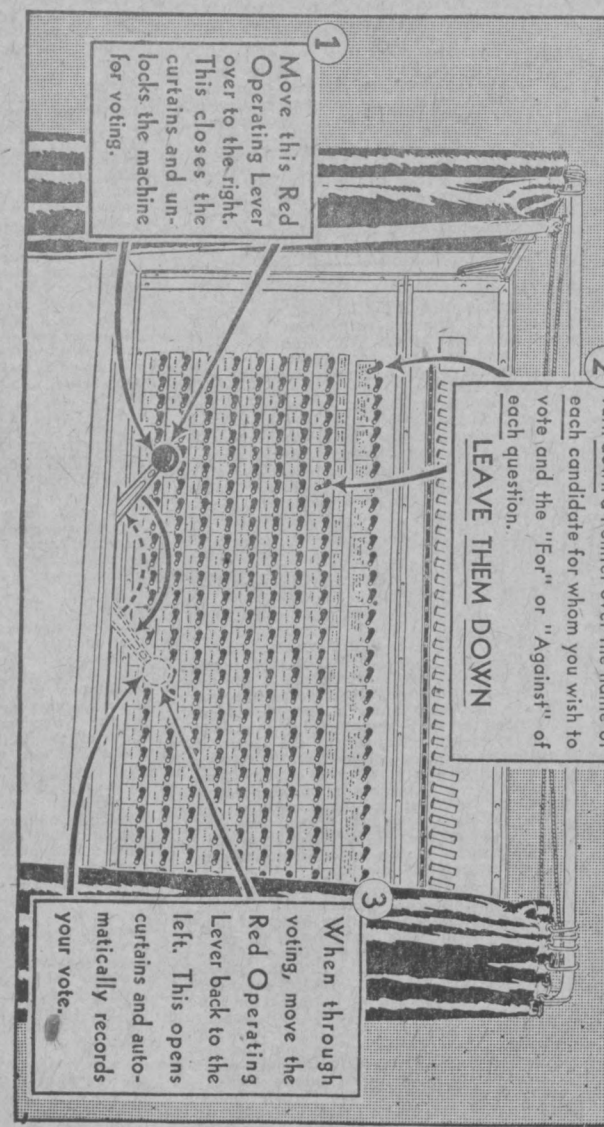 1
Move this Red
Operating Lever
over to the right.
This closes the
curtains and un-
locks the machine
for voting.
2
each candidate for whom you wish to
vote and the "For" or "Against" of
each question.
LEAVE THEM DOWN
3
When through
voting, move the
Red Operating
Lever back to the
left. This opens
curtains and auto-
matically records
your vote.